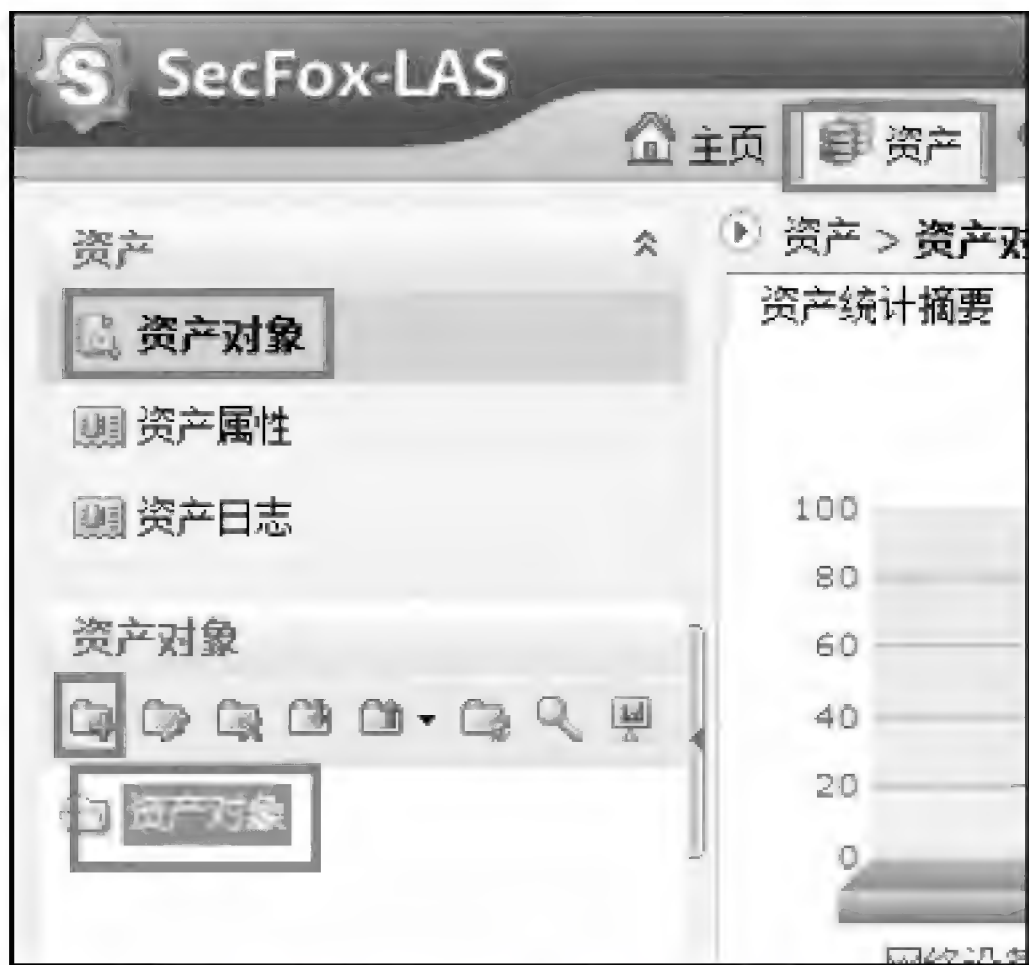 SecFox-LAS
主页 资产
资产
资产对象
资产属性
资产日志
资产对象
资产对象
资产 > 资产对
资产统计摘要
100
80
60
40
20
0